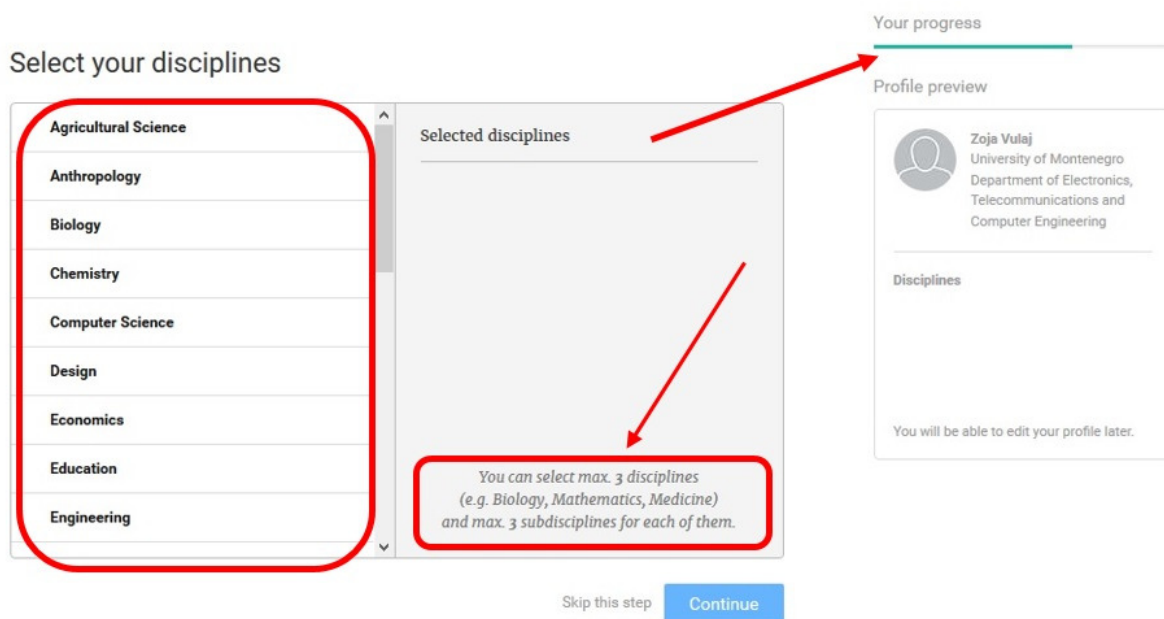 Select your disciplines
Agricultural Science
Anthropology
Biology
Chemistry
Computer Science
Design
Economics
Education
Engineering
Selected disciplines
You can select max. 3 disciplines
(e.g. Biology, Mathematics, Medicine)
and max. 3 subdisciplines for each of them.
Skip this step
Continue
Your progress
Profile preview
Zoja Vulaj
University of Montenegro
Department of Electronics,
Telecommunications and
Computer Engineering
Disciplines
You will be able to edit your profile later.